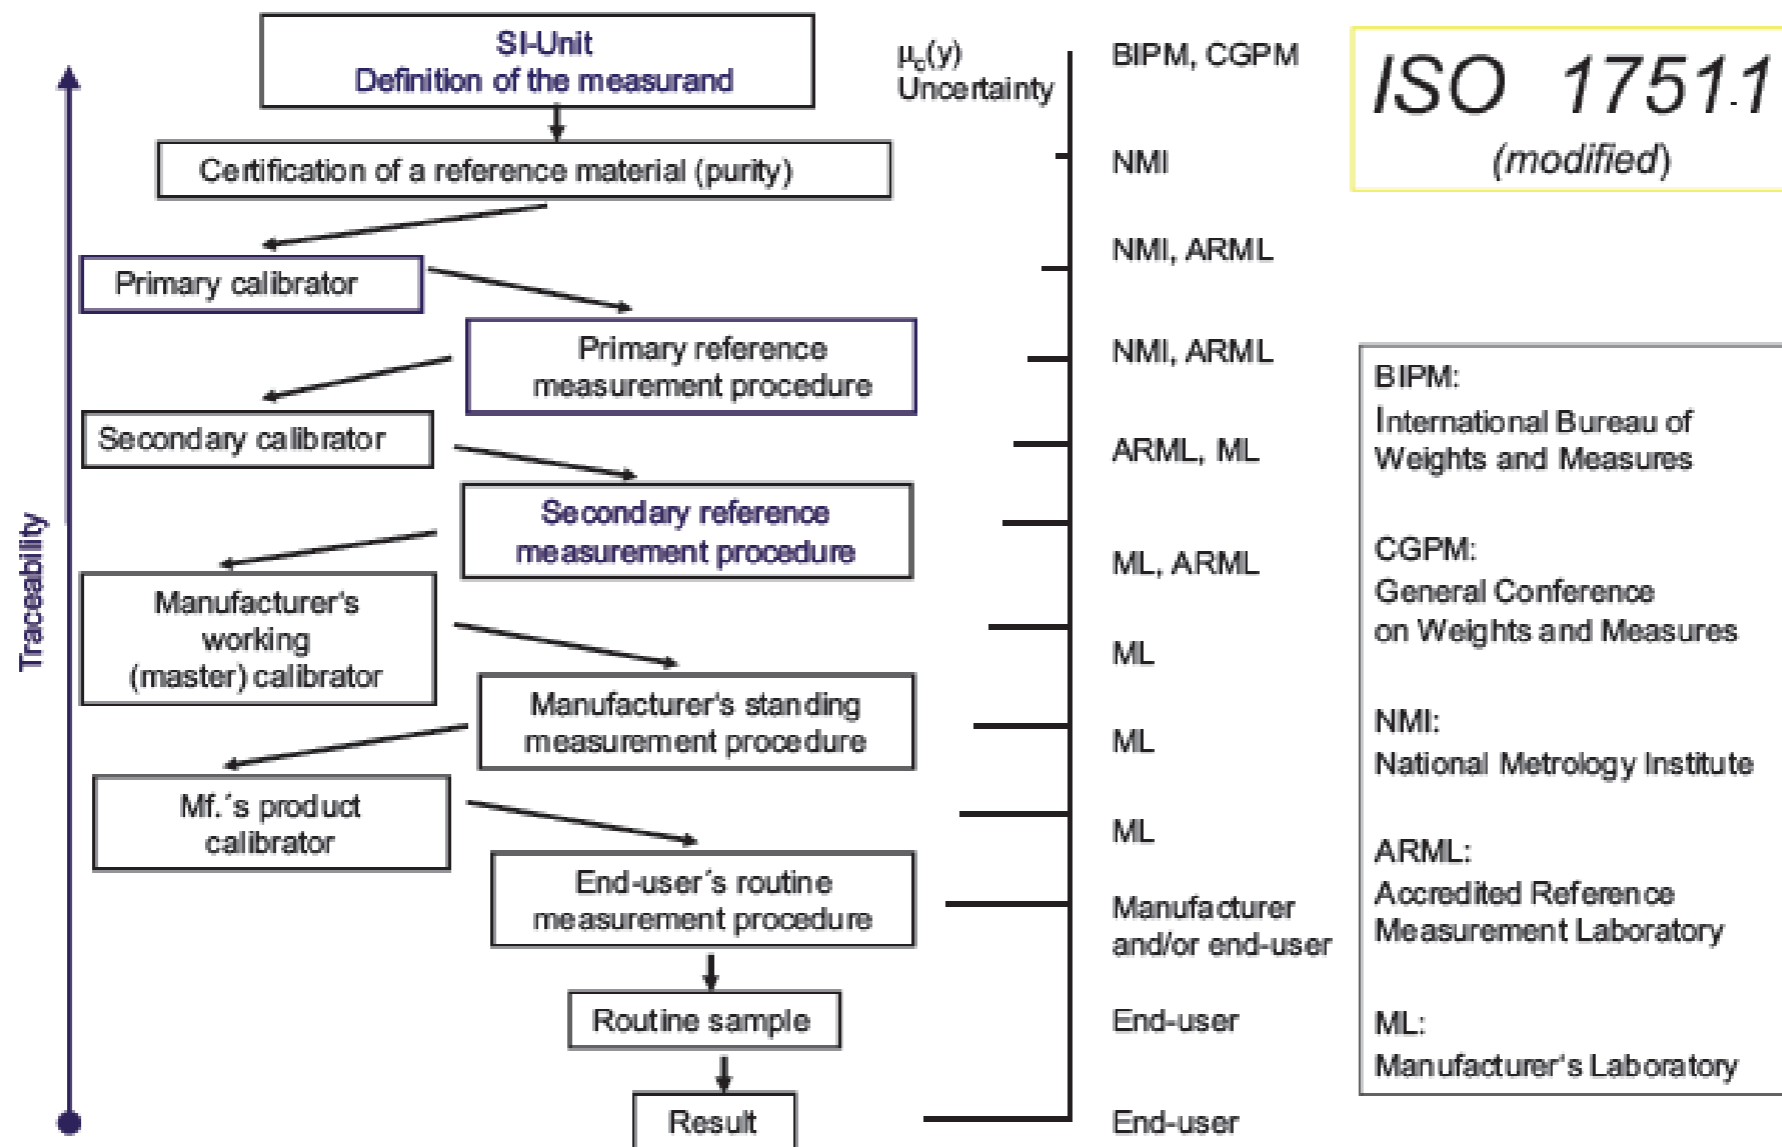 SI-Unit
Definition of the measurand
Certification of a reference material (purity)
Primary calibrator
Primary reference
measurement procedure
Secondary calibrator
Secondary reference
measurement procedure
Manufacturer's
working
(master) calibrator
Manufacturer's standing
measurement procedure
Mf.´s product
calibrator
End-user´s routine
measurement procedure
Routine sample
Result
Traceability
µc(y)
Uncertainty
BIPM, CGPM
NMI
NMI, ARML
NMI, ARML
ARML, ML
ML, ARML
ML
ML
ML
Manufacturer
and/or end-user
End-user
End-user
ISO 17511
(modified)
BIPM:
International Bureau of
Weights and Measures
CGPM:
General Conference
on Weights and Measures
NMI:
National Metrology Institute
ARML:
Accredited Reference
Measurement Laboratory
ML:
Manufacturer's Laboratory